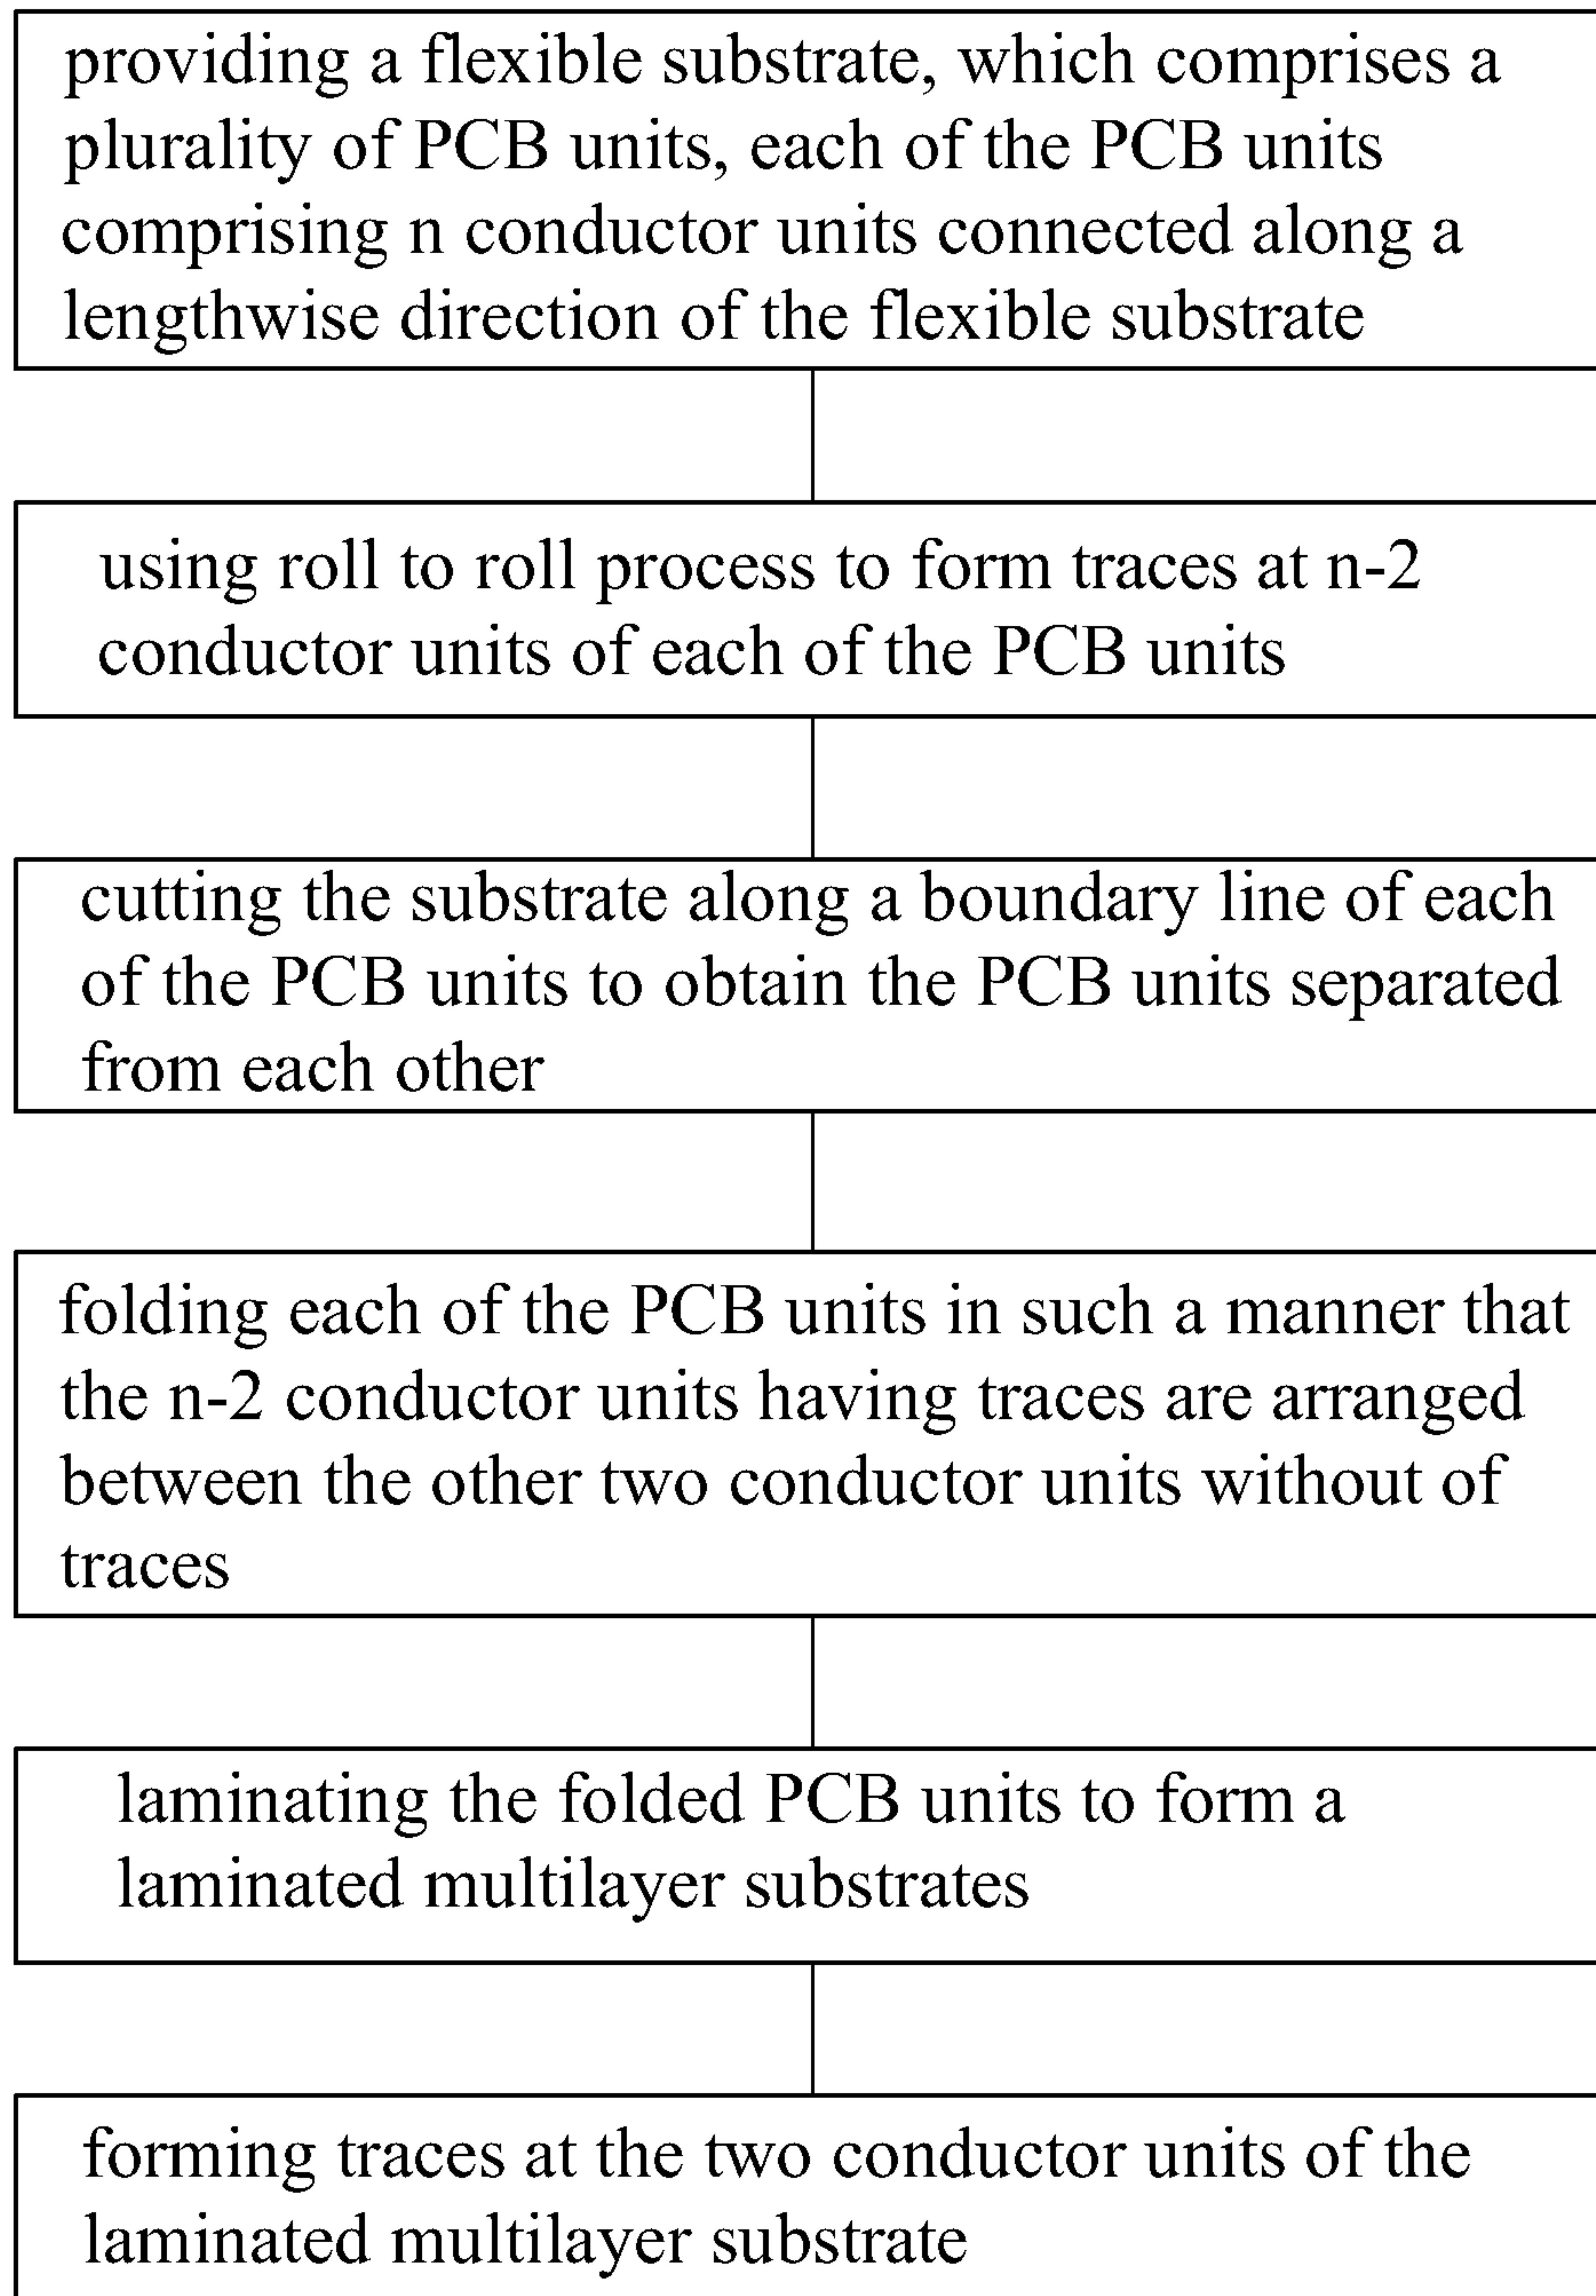 providing a flexible substrate, which comprises a
plurality of PCB units, each of the PCB units
comprising n conductor units connected along a
lengthwise direction of the flexible substrate
using roll to roll process to form traces at n-2
conductor units of each of the PCB units
cutting the substrate along a boundary line of each
of the PCB units to obtain the PCB units separated
from each other
folding each of the PCB units in such a manner that
the n-2 conductor units having traces are arranged
between the other two conductor units without of
traces
laminating the folded PCB units to form a
laminated multilayer substrates
forming traces at the two conductor units of the
laminated multilayer substrate